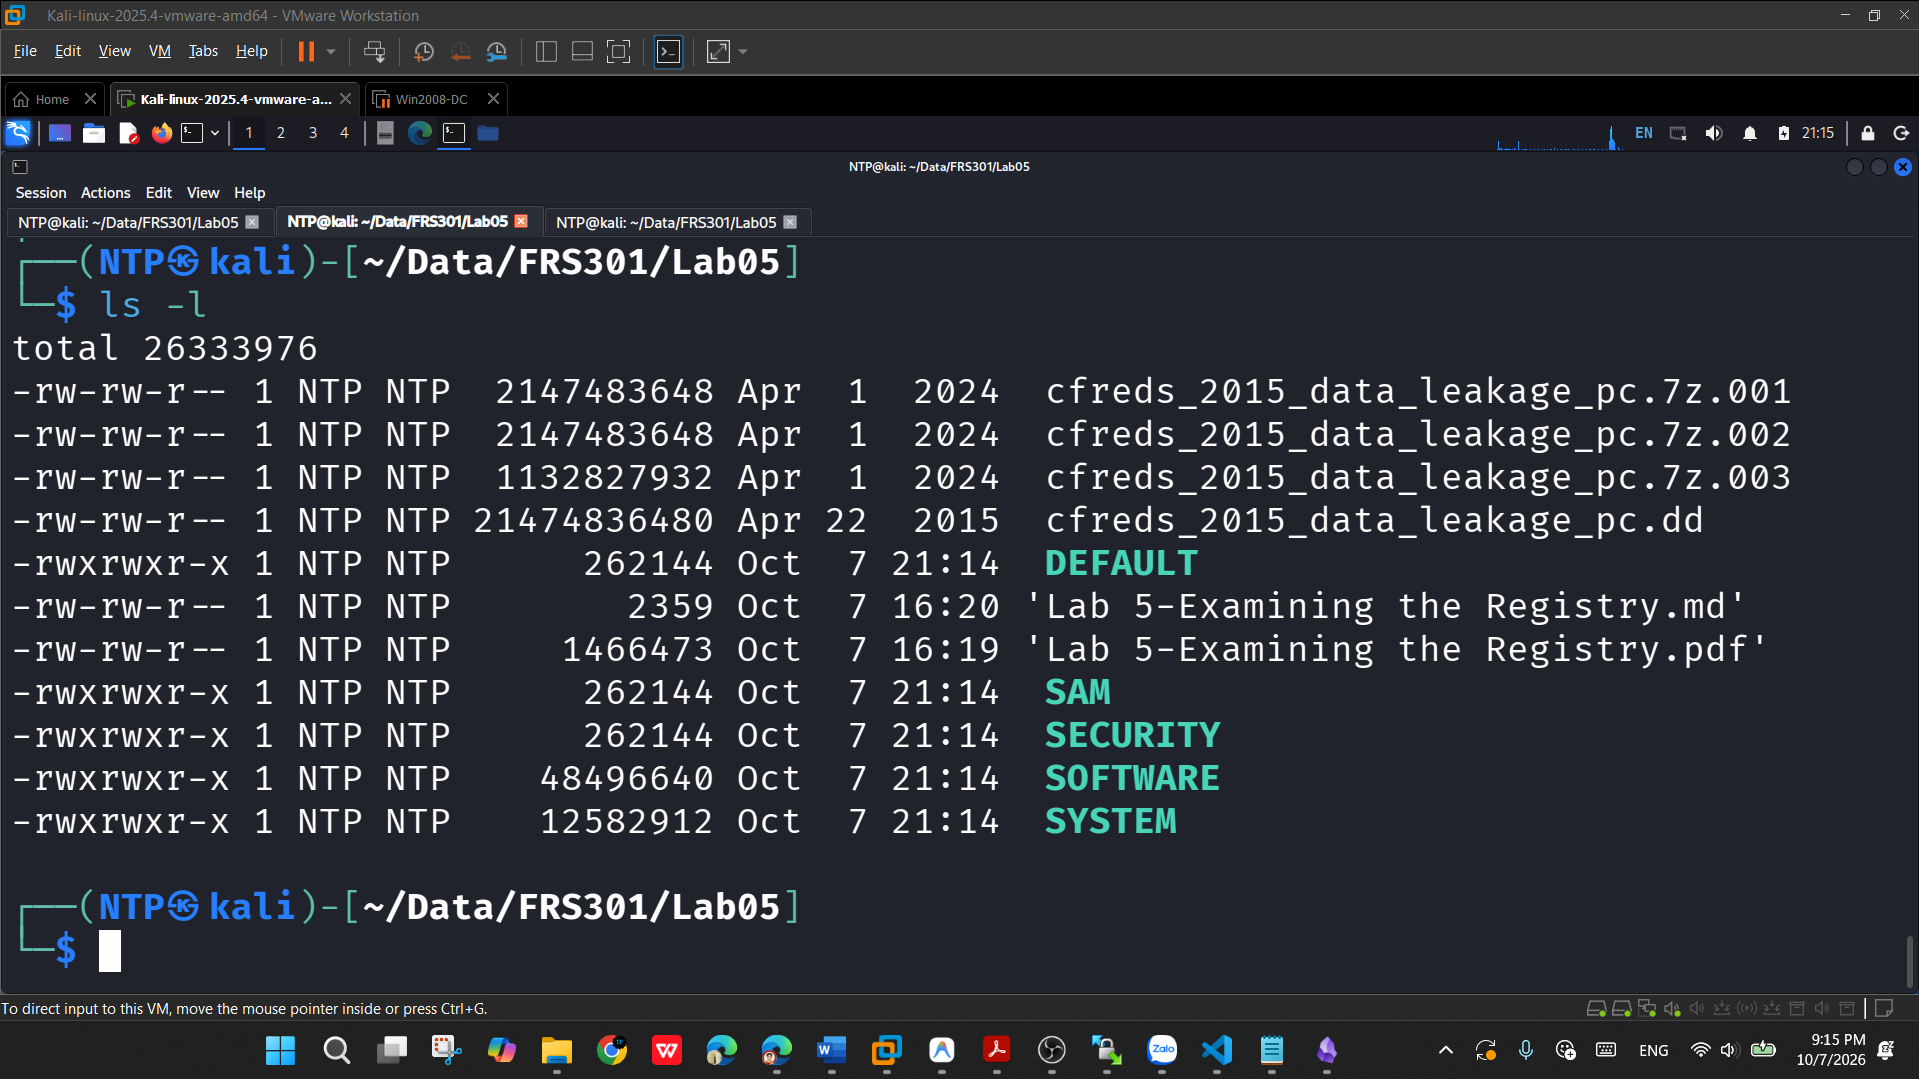 Kali-linux-2025.4-vmware-amd64 - VMware Workstation
File Edit View VM Tabs Help
Home Kali-linux-2025.4-vmware-a... Win2008-DC
1 2 3 4 EN 21:15
NTP@kali: ~/Data/FRS301/Lab05
Session Actions Edit View Help
NTP@kali: ~/Data/FRS301/Lab05 NTP@kali: ~/Data/FRS301/Lab05 NTP@kali: ~/Data/FRS301/Lab05
┌──(NTP㉿kali)-[~/Data/FRS301/Lab05]
└─$ ls -l
total 26333976
-rw-rw-r-- 1 NTP NTP 2147483648 Apr 1 2024 cfreds_2015_data_leakage_pc.7z.001
-rw-rw-r-- 1 NTP NTP 2147483648 Apr 1 2024 cfreds_2015_data_leakage_pc.7z.002
-rw-rw-r-- 1 NTP NTP 1132827932 Apr 1 2024 cfreds_2015_data_leakage_pc.7z.003
-rw-rw-r-- 1 NTP NTP 21474836480 Apr 22 2015 cfreds_2015_data_leakage_pc.dd
-rwxrwxr-x 1 NTP NTP 262144 Oct 7 21:14 DEFAULT
-rw-rw-r-- 1 NTP NTP 2359 Oct 7 16:20 'Lab 5-Examining the Registry.md'
-rw-rw-r-- 1 NTP NTP 1466473 Oct 7 16:19 'Lab 5-Examining the Registry.pdf'
-rwxrwxr-x 1 NTP NTP 262144 Oct 7 21:14 SAM
-rwxrwxr-x 1 NTP NTP 262144 Oct 7 21:14 SECURITY
-rwxrwxr-x 1 NTP NTP 48496640 Oct 7 21:14 SOFTWARE
-rwxrwxr-x 1 NTP NTP 12582912 Oct 7 21:14 SYSTEM
┌──(NTP㉿kali)-[~/Data/FRS301/Lab05]
└─$
To direct input to this VM, move the mouse pointer inside or press Ctrl+G.
Zalo
ENG
9:15 PM
10/7/2026